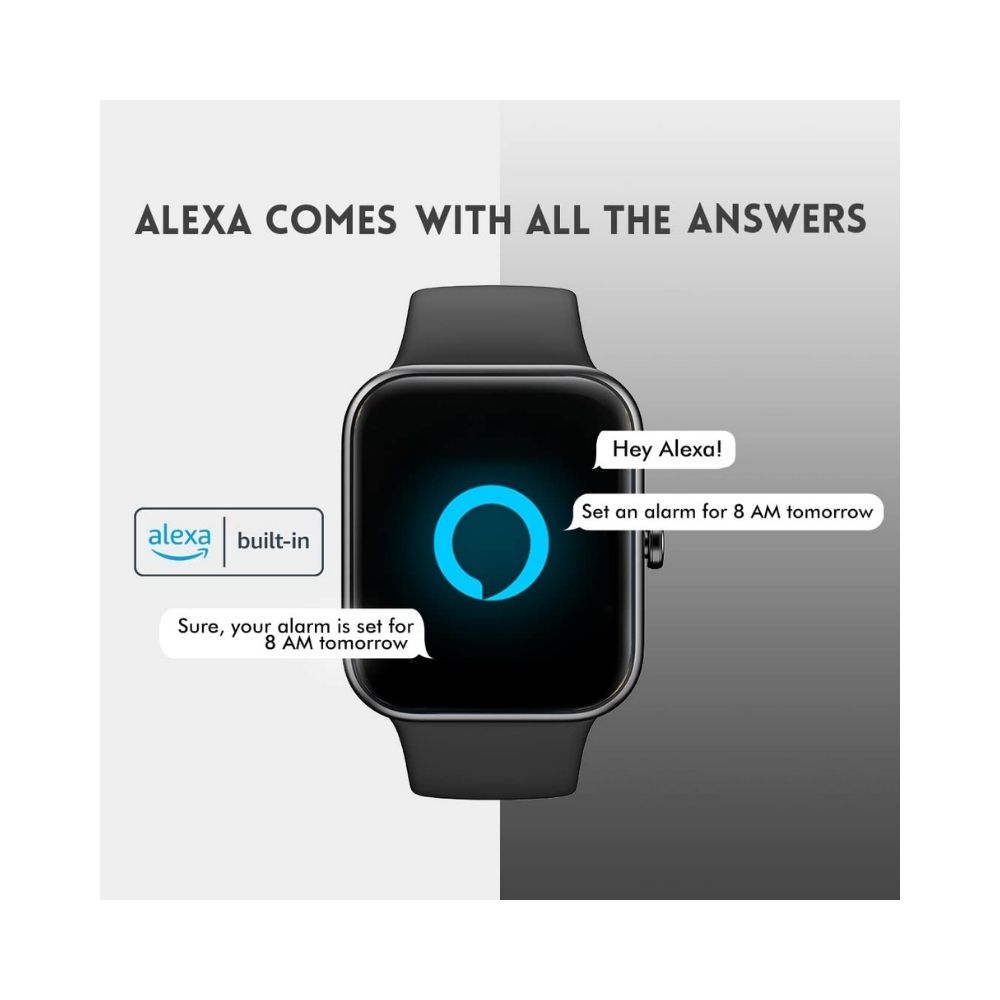 ALEXA COMES WITH ALL THE ANSWERS
Hey Alexa!
Set an alarm for 8 AM tomorrow
alexa built-in
Sure, your alarm is set for
8 AM tomorrow